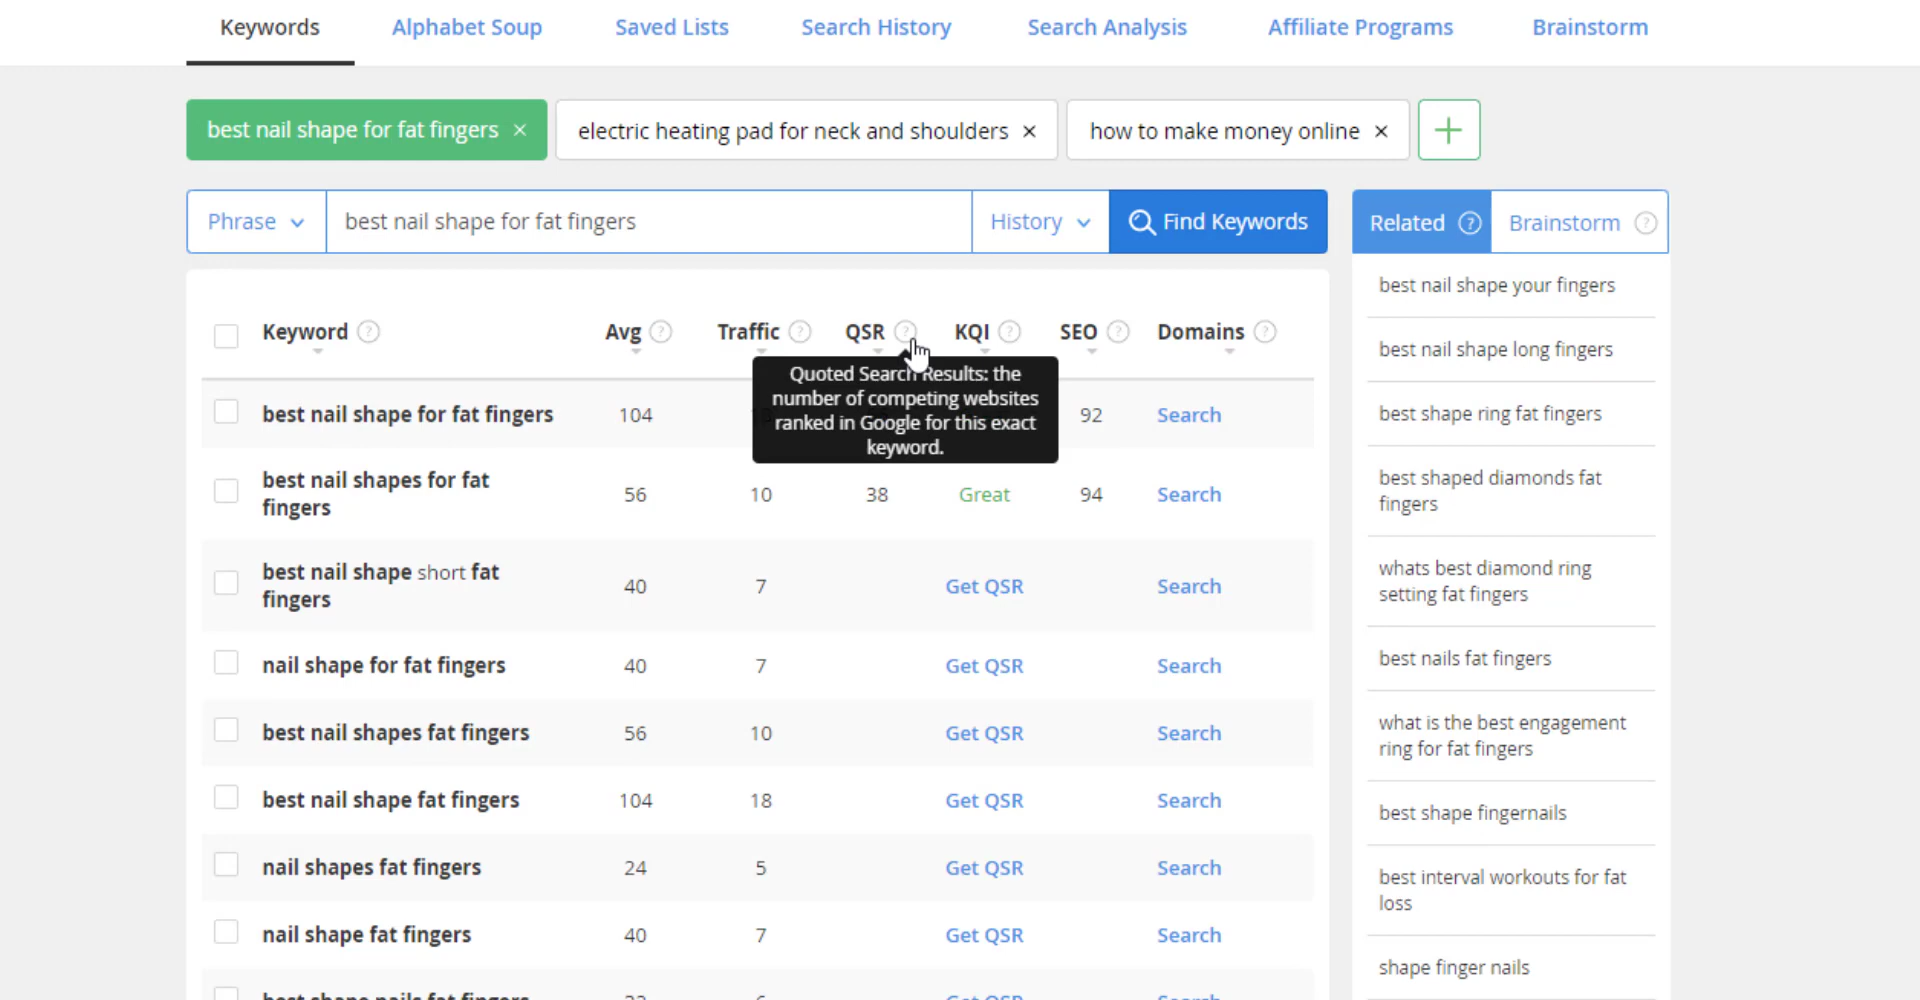 Keywords Alphabet Soup Saved Lists Search History Search Analysis Affiliate Programs Brainstorm
best nail shape for fat fingers × electric heating pad for neck and shoulders × how to make money online × +
Phrase best nail shape for fat fingers History Find Keywords Related ? Brainstorm ?
Keyword ? Avg ? Traffic ? QSR ? KQI ? SEO ? Domains ?
Quoted Search Results: the
number of competing websites
ranked in Google for this exact
keyword.
best nail shape for fat fingers 104 92 Search
best nail shapes for fat
fingers 56 10 38 Great 94 Search
best nail shape short fat
fingers 40 7 Get QSR Search
nail shape for fat fingers 40 7 Get QSR Search
best nail shapes fat fingers 56 10 Get QSR Search
best nail shape fat fingers 104 18 Get QSR Search
nail shapes fat fingers 24 5 Get QSR Search
nail shape fat fingers 40 7 Get QSR Search
best shape nails fat fingers
best nail shape your fingers
best nail shape long fingers
best shape ring fat fingers
best shaped diamonds fat
fingers
whats best diamond ring
setting fat fingers
best nails fat fingers
what is the best engagement
ring for fat fingers
best shape fingernails
best interval workouts for fat
loss
shape finger nails